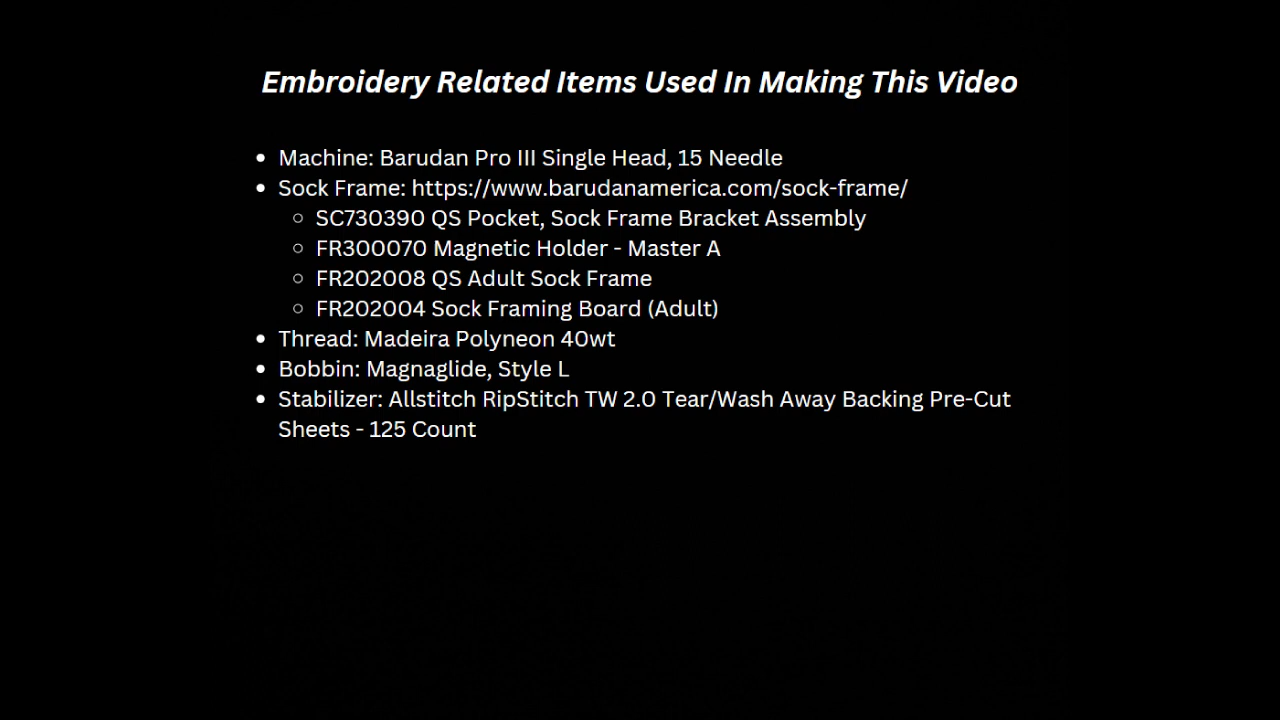 Embroidery Related Items Used In Making This Video
• Machine: Barudan Pro III Single Head, 15 Needle
• Sock Frame: https://www.barudanamerica.com/sock-frame/
○ SC730390 QS Pocket, Sock Frame Bracket Assembly
○ FR300070 Magnetic Holder - Master A
○ FR202008 QS Adult Sock Frame
○ FR202004 Sock Framing Board (Adult)
• Thread: Madeira Polyneon 40wt
• Bobbin: Magnaglide, Style L
• Stabilizer: Allstitch RipStitch TW 2.0 Tear/Wash Away Backing Pre-Cut
Sheets - 125 Count